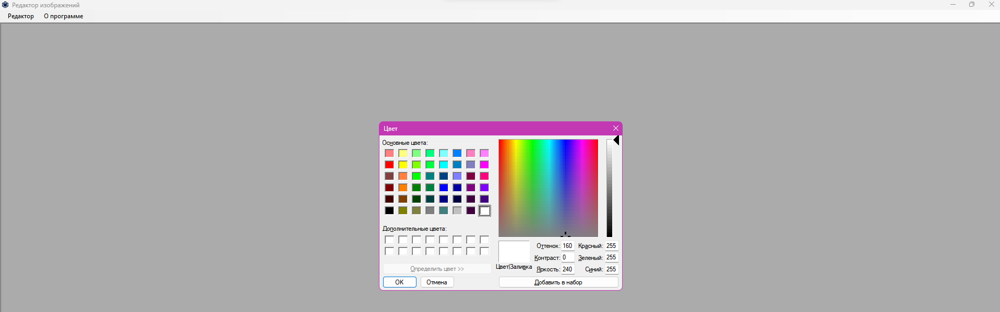 Редактор изображений
Редактор О программе
Цвет
Основные цвета:
Дополнительные цвета:
Определить цвет >>
OK Отмена
Цвет|Заливка
Оттенок: 160 Красный: 255
Контраст: 0 Зеленый: 255
Яркость: 240 Синий: 255
Добавить в набор